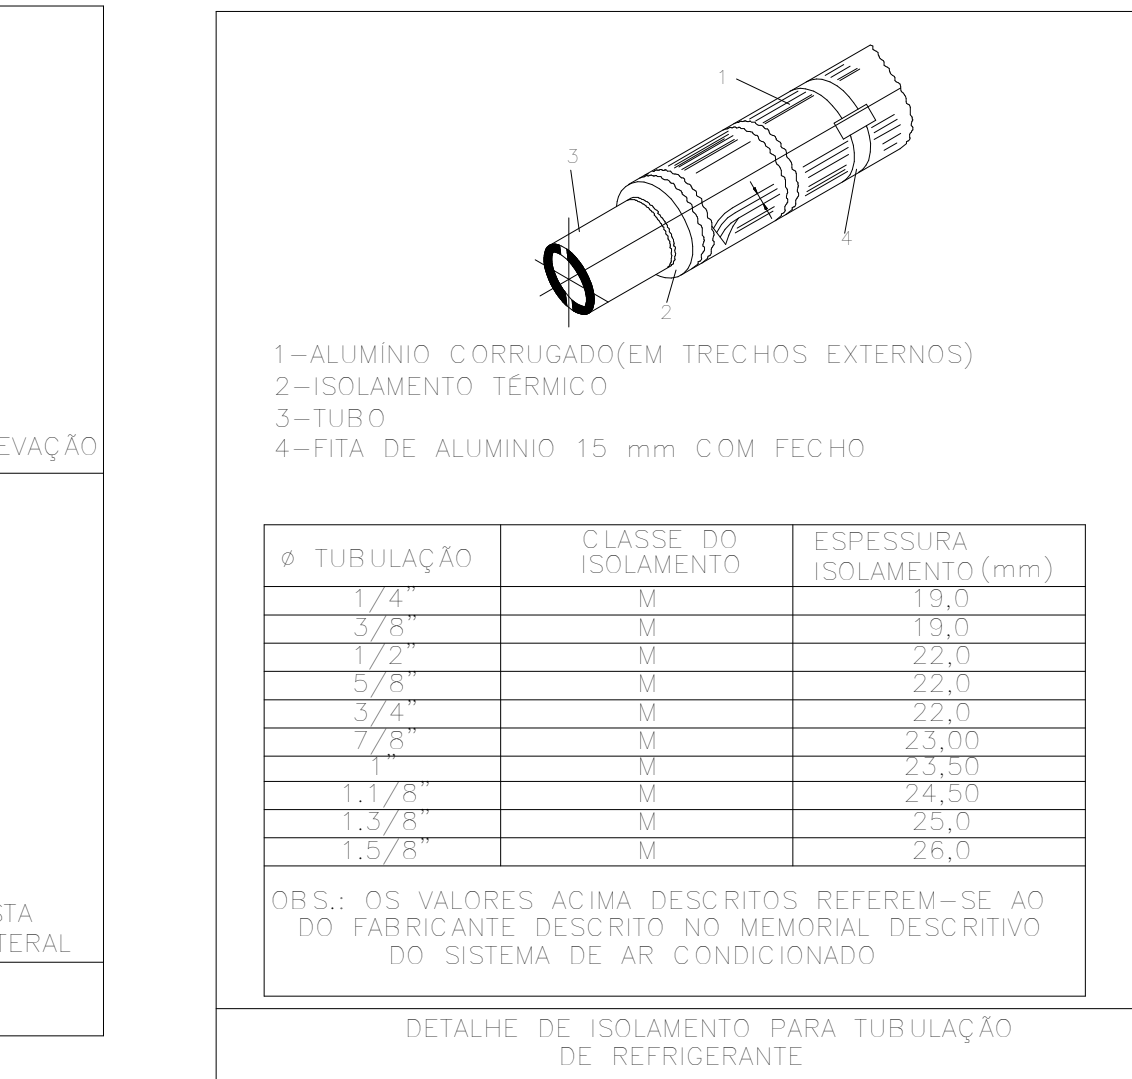 EVAÇÃO
STA
TERAL
1
3
4
2
1-ALUMÍNIO CORRUGADO(EM TRECHOS EXTERNOS)
2-ISOLAMENTO TÉRMICO
3-TUBO
4-FITA DE ALUMINIO 15 mm COM FECHO
ø TUBULAÇÃO
CLASSE DO
ISOLAMENTO
ESPESSURA
ISOLAMENTO(mm)
1/4" M 19,0
3/8" M 19,0
1/2" M 22,0
5/8" M 22,0
3/4" M 22,0
7/8" M 23,00
1" M 23,50
1.1/8" M 24,50
1.3/8" M 25,0
1.5/8" M 26,0
OBS.: OS VALORES ACIMA DESCRITOS REFEREM-SE AO
DO FABRICANTE DESCRITO NO MEMORIAL DESCRITIVO
DO SISTEMA DE AR CONDICIONADO
DETALHE DE ISOLAMENTO PARA TUBULAÇÃO
DE REFRIGERANTE